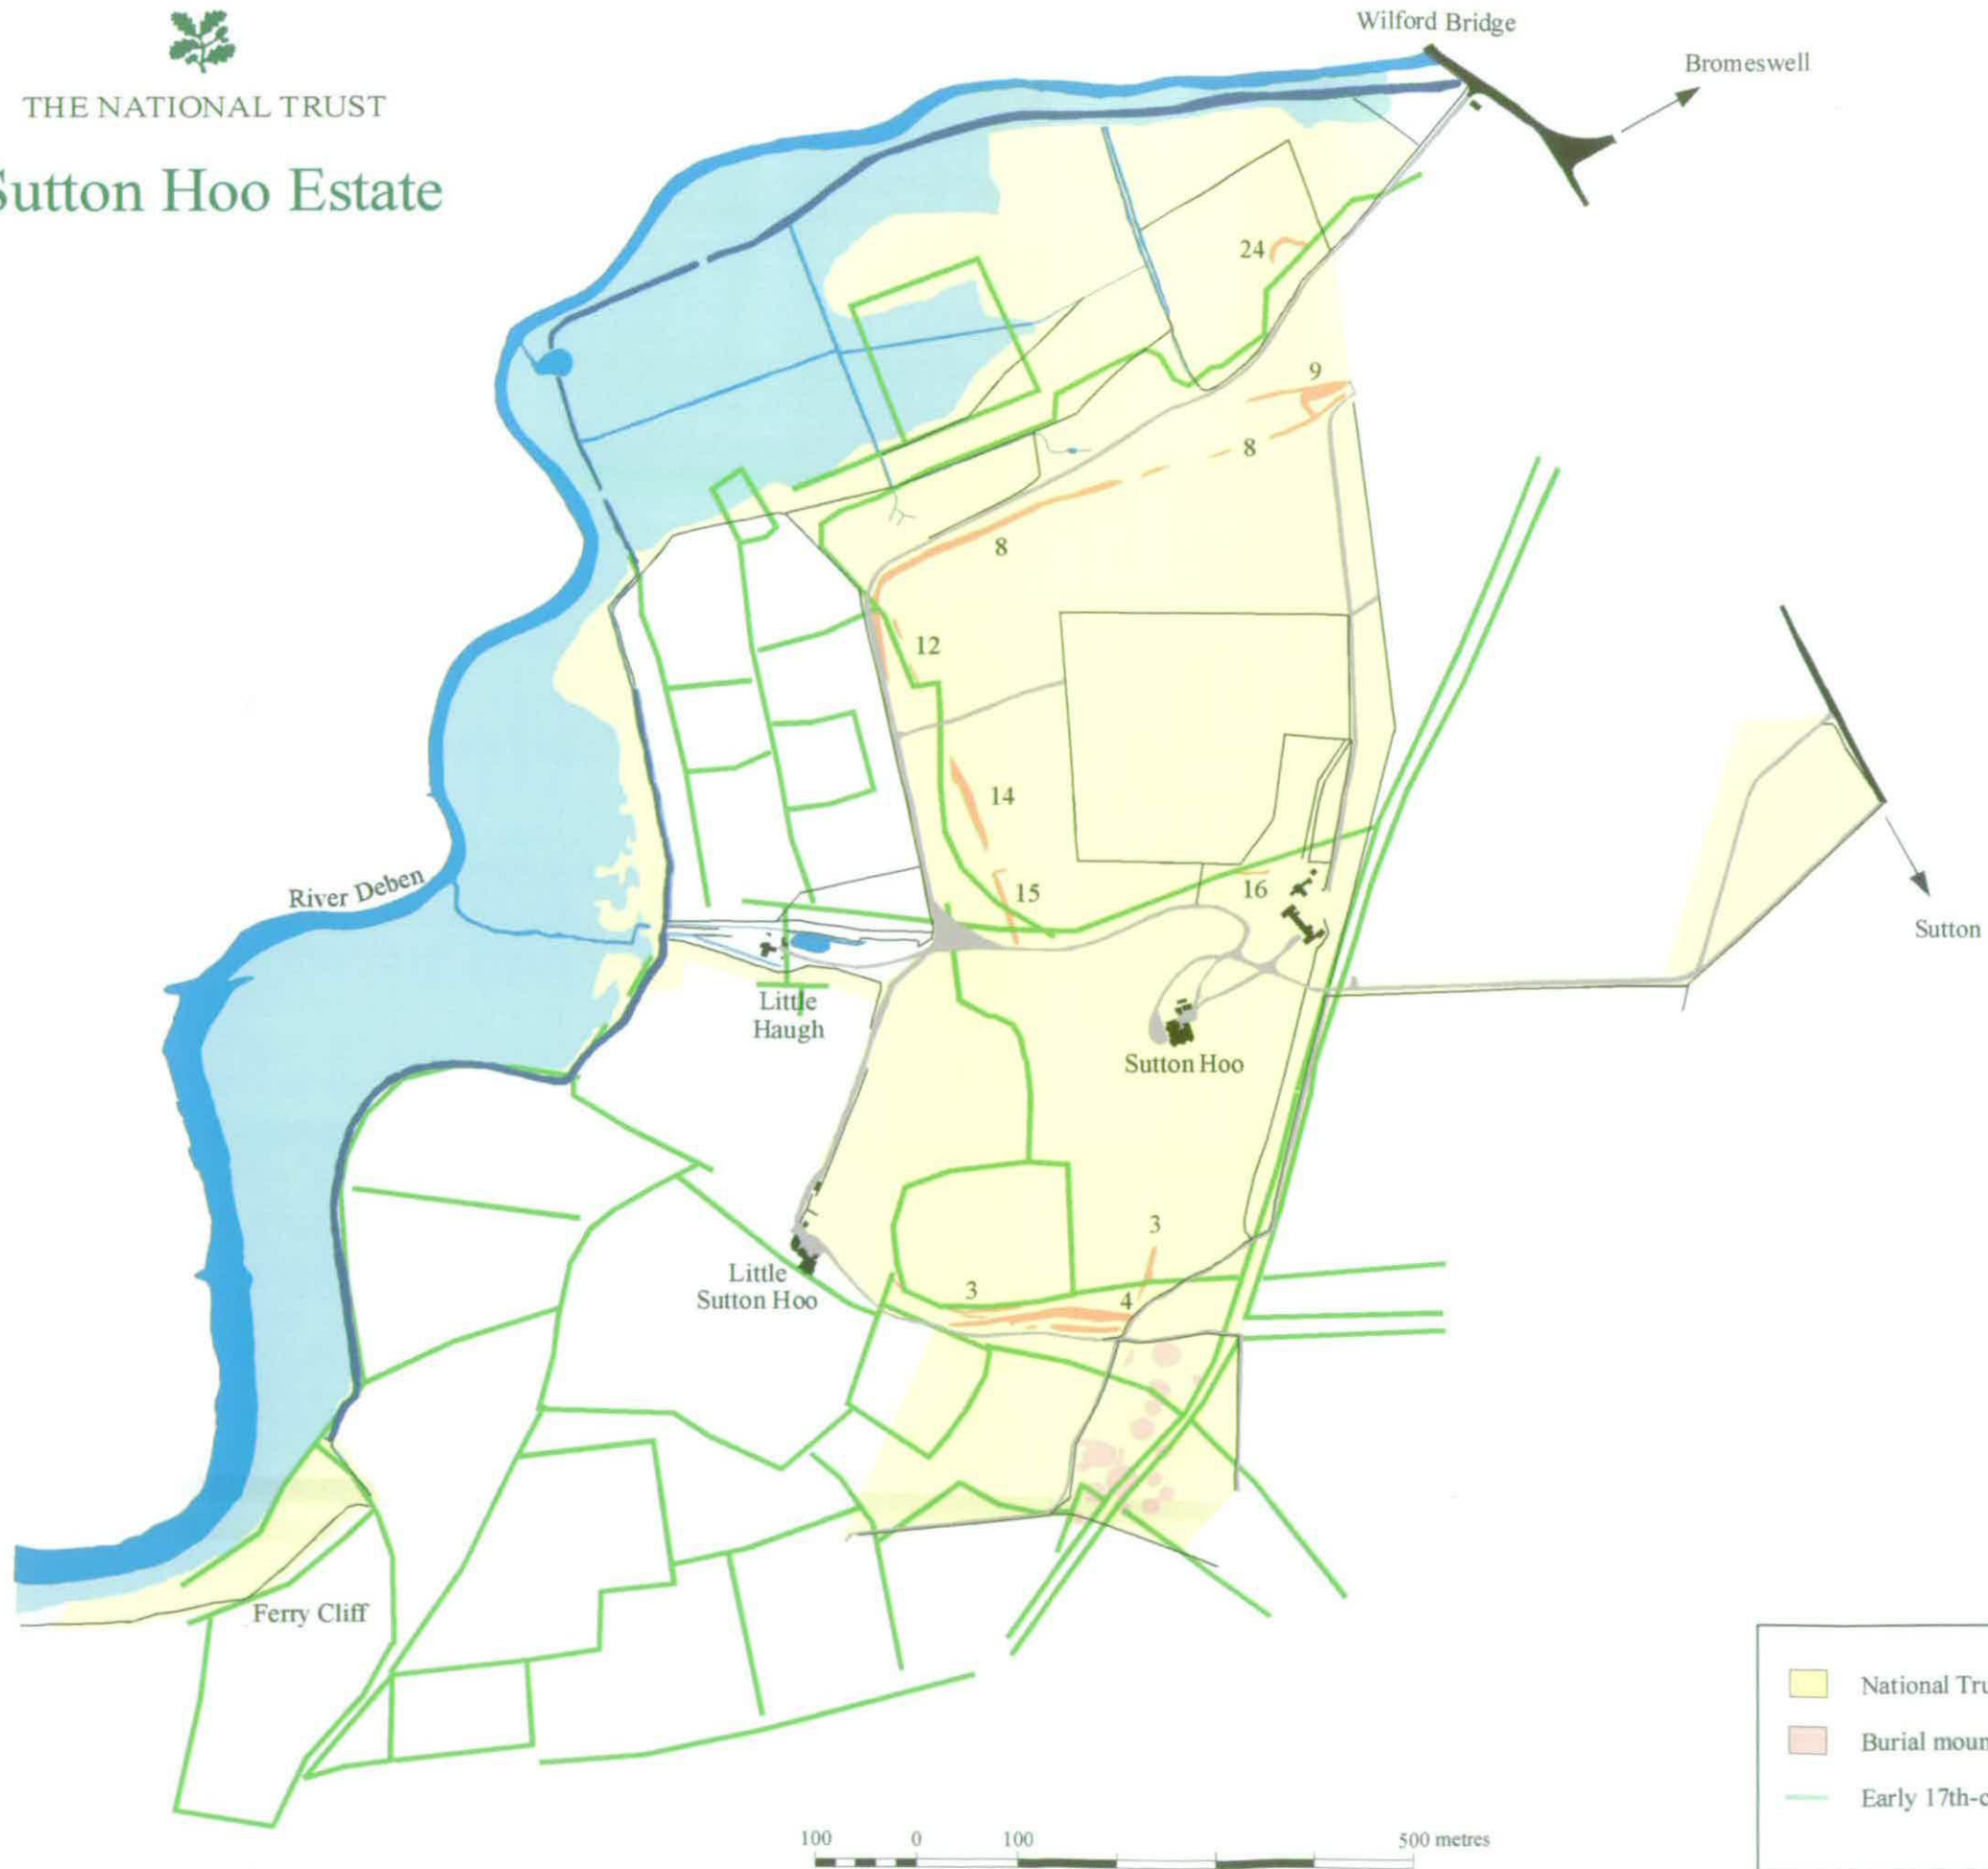 THE NATIONAL TRUST
Sutton Hoo Estate
Wilford Bridge
Bromeswell
24
9
8
8
12
14
15
16
River Deben
Little
Haugh
Sutton Hoo
Sutton
3
Little
Sutton Hoo
3
4
Ferry Cliff
National Tru
Burial moun
Early 17th-c
100 0 100 500 metres